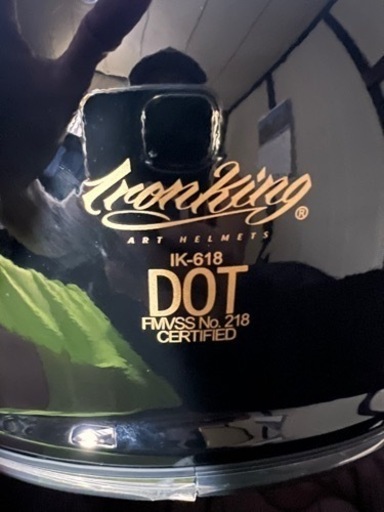 IronKing®
ART HELMETS
IK-618
DOT
FMVSS No. 218
CERTIFIED